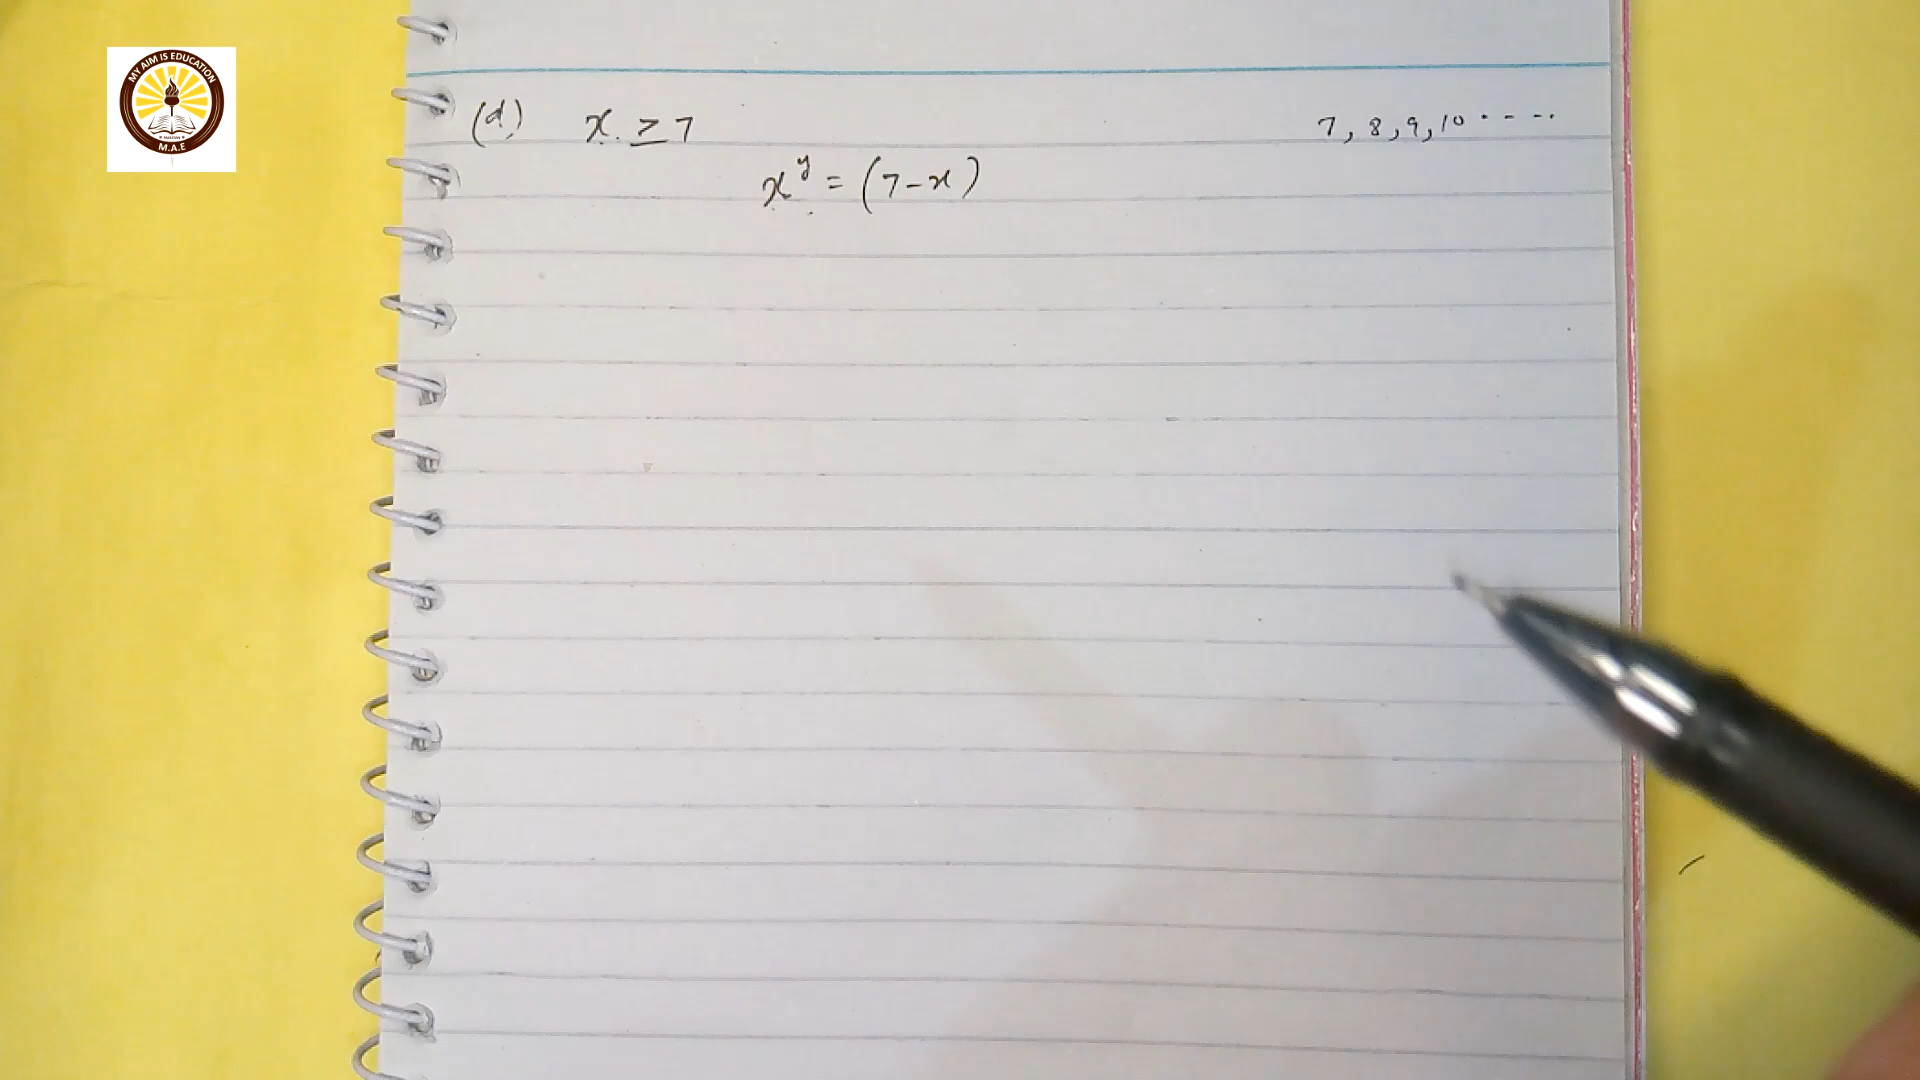 MY AIM IS EDUCATION
M.A.E
(d) x ≥ 7 7, 8, 9, 10 - - - -
x^y = (7-x)